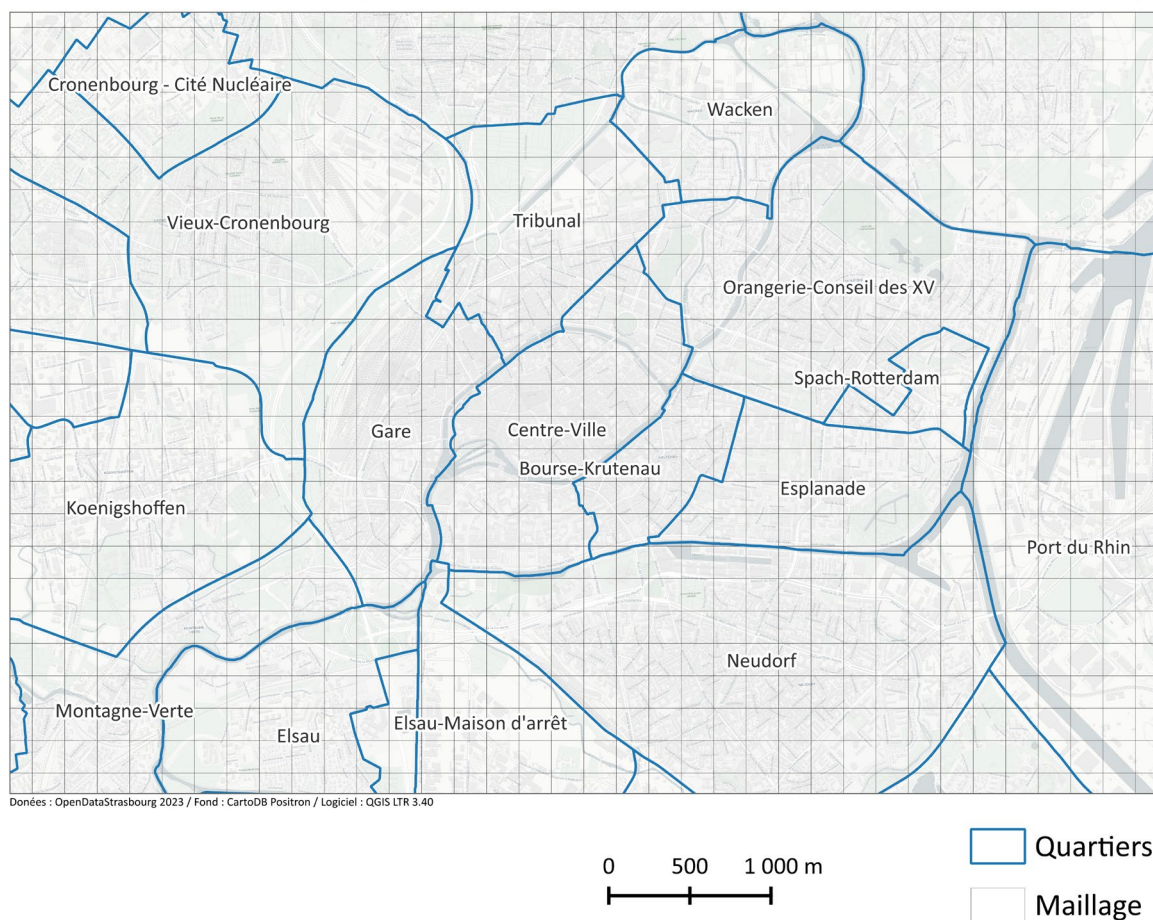 Cronenbourg - Cité Nucléaire
Wacken
Vieux-Cronenbourg
Tribunal
Orangerie-Conseil des XV
Spach-Rotterdam
Gare
Centre-Ville
Bourse-Krutenau
Esplanade
Koenigshoffen
Port du Rhin
Neudorf
Montagne-Verte
Elsau-Maison d'arrêt
Elsau
Donées : OpenDataStrasbourg 2023 / Fond : CartoDB Positron / Logiciel : QGIS LTR 3.40
Quartiers
0 500 1 000 m
Maillage